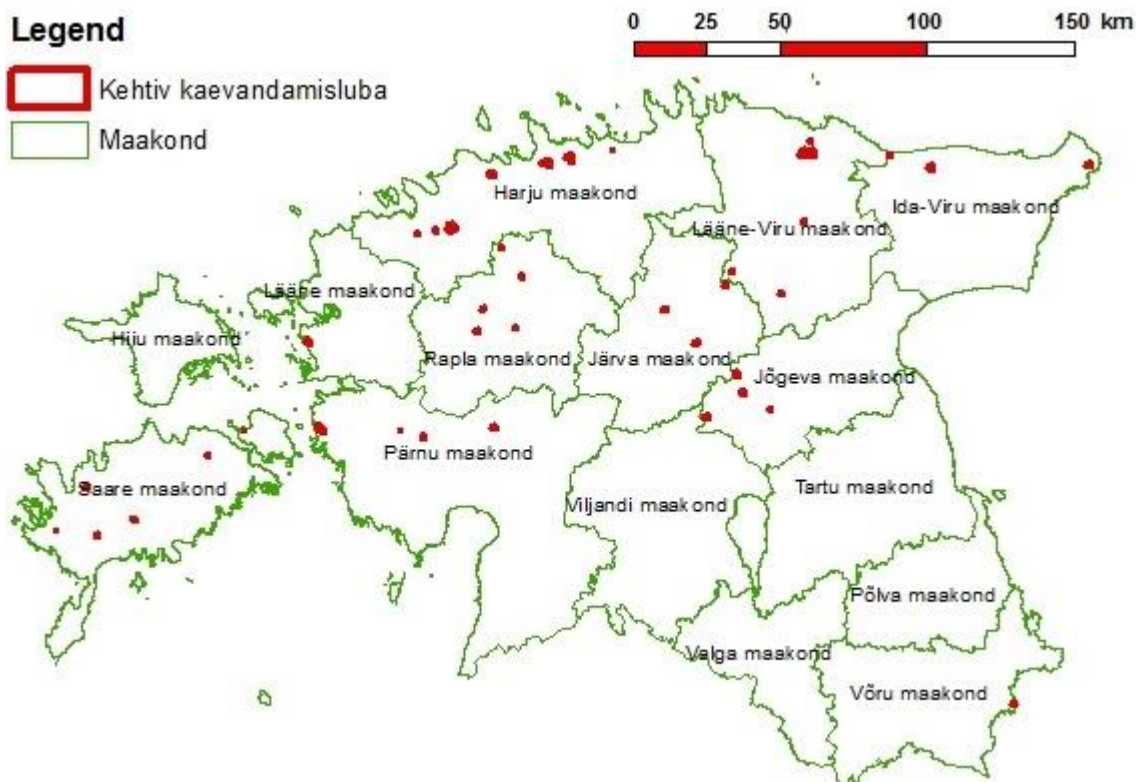 Legend
Kehtiv kaevandamisluba
Maakond
0 25 50 100 150 km
Harju maakond
Ida-Viru maakond
Lääne-Viru maakond
Lääne maakond
Hiiu maakond
Rapla maakond
Järva maakond
Jõgeva maakond
Pärnu maakond
Saare maakond
Tartu maakond
Viljandi maakond
Põlva maakond
Valga maakond
Võru maakond